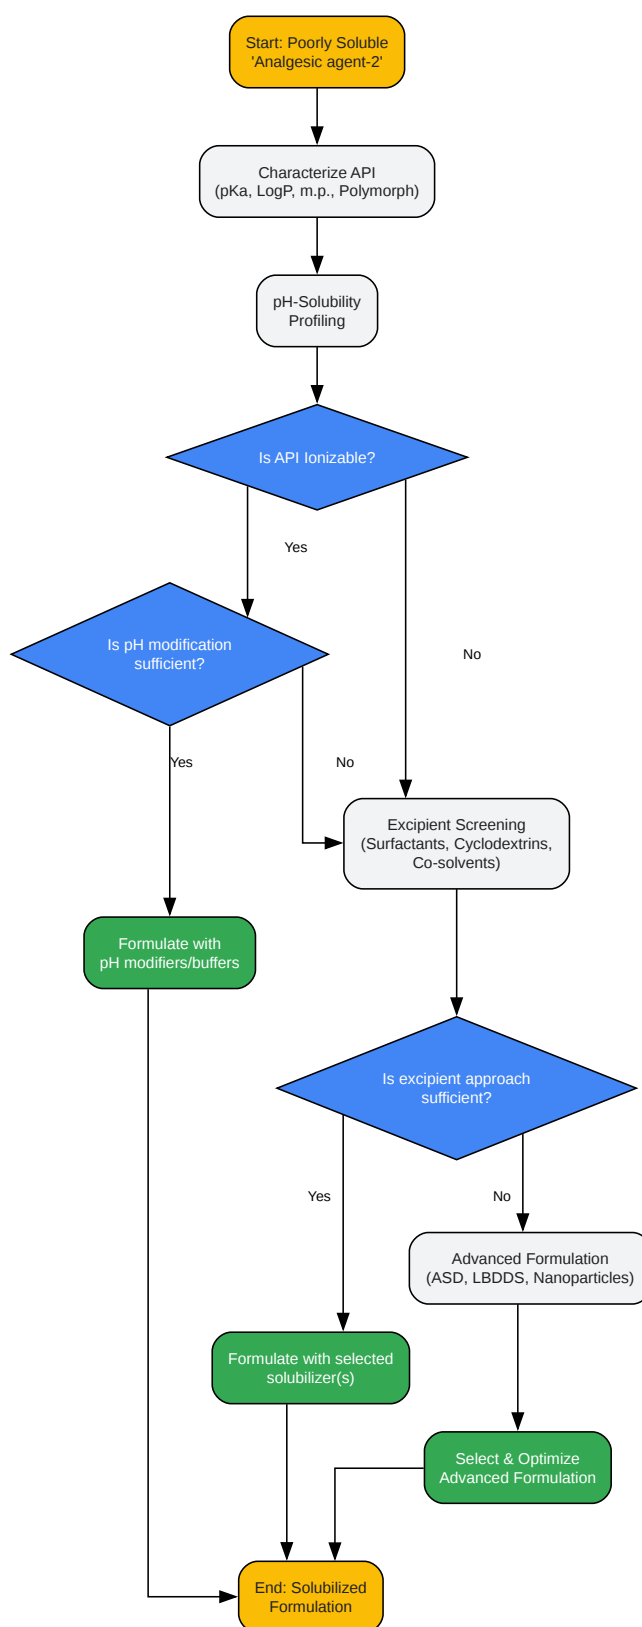 Start: Poorly Soluble
'Analgesic agent-2'
Characterize API
(pKa, LogP, m.p., Polymorph)
pH-Solubility
Profiling
Is API Ionizable?
Yes
No
Is pH modification
sufficient?
Yes
No
Excipient Screening
(Surfactants, Cyclodextrins,
Co-solvents)
Formulate with
pH modifiers/buffers
Is excipient approach
sufficient?
Yes
No
Advanced Formulation
(ASD, LBDDS, Nanoparticles)
Formulate with selected
solubilizer(s)
Select & Optimize
Advanced Formulation
End: Solubilized
Formulation